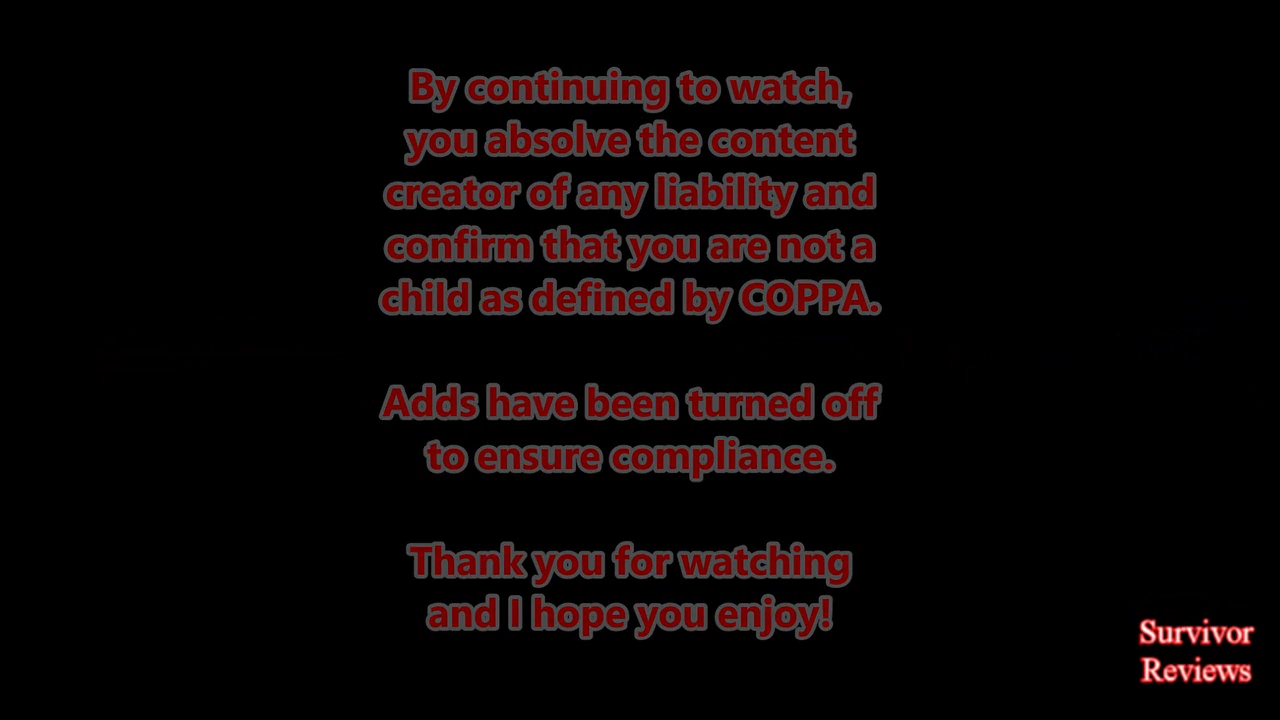 By continuing to watch,
you absolve the content
creator of any liability and
confirm that you are not a
child as defined by COPPA.
Adds have been turned off
to ensure compliance.
Thank you for watching
and I hope you enjoy!
Survivor
Reviews